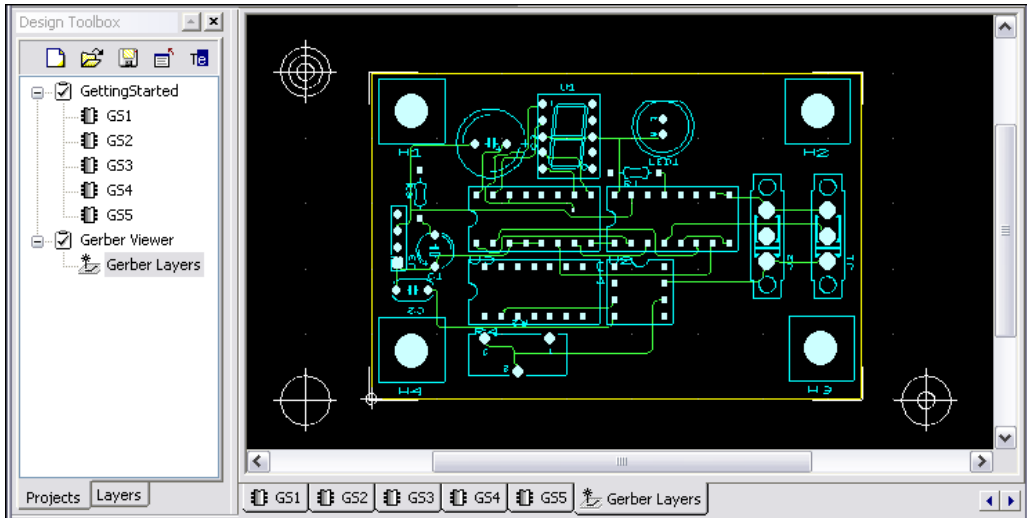 Design Toolbox
GettingStarted
GS1
GS2
GS3
GS4
GS5
Gerber Viewer
Gerber Layers
Projects
Layers
U1
H1
H2
LED1
J1
H4
H3
GS1
GS2
GS3
GS4
GS5
Gerber Layers